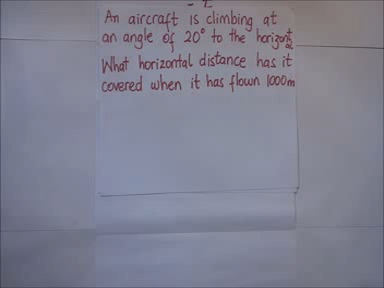 An aircraft is climbing at
an angle of 20° to the horizontal
What horizontal distance has it
covered when it has flown 1000m